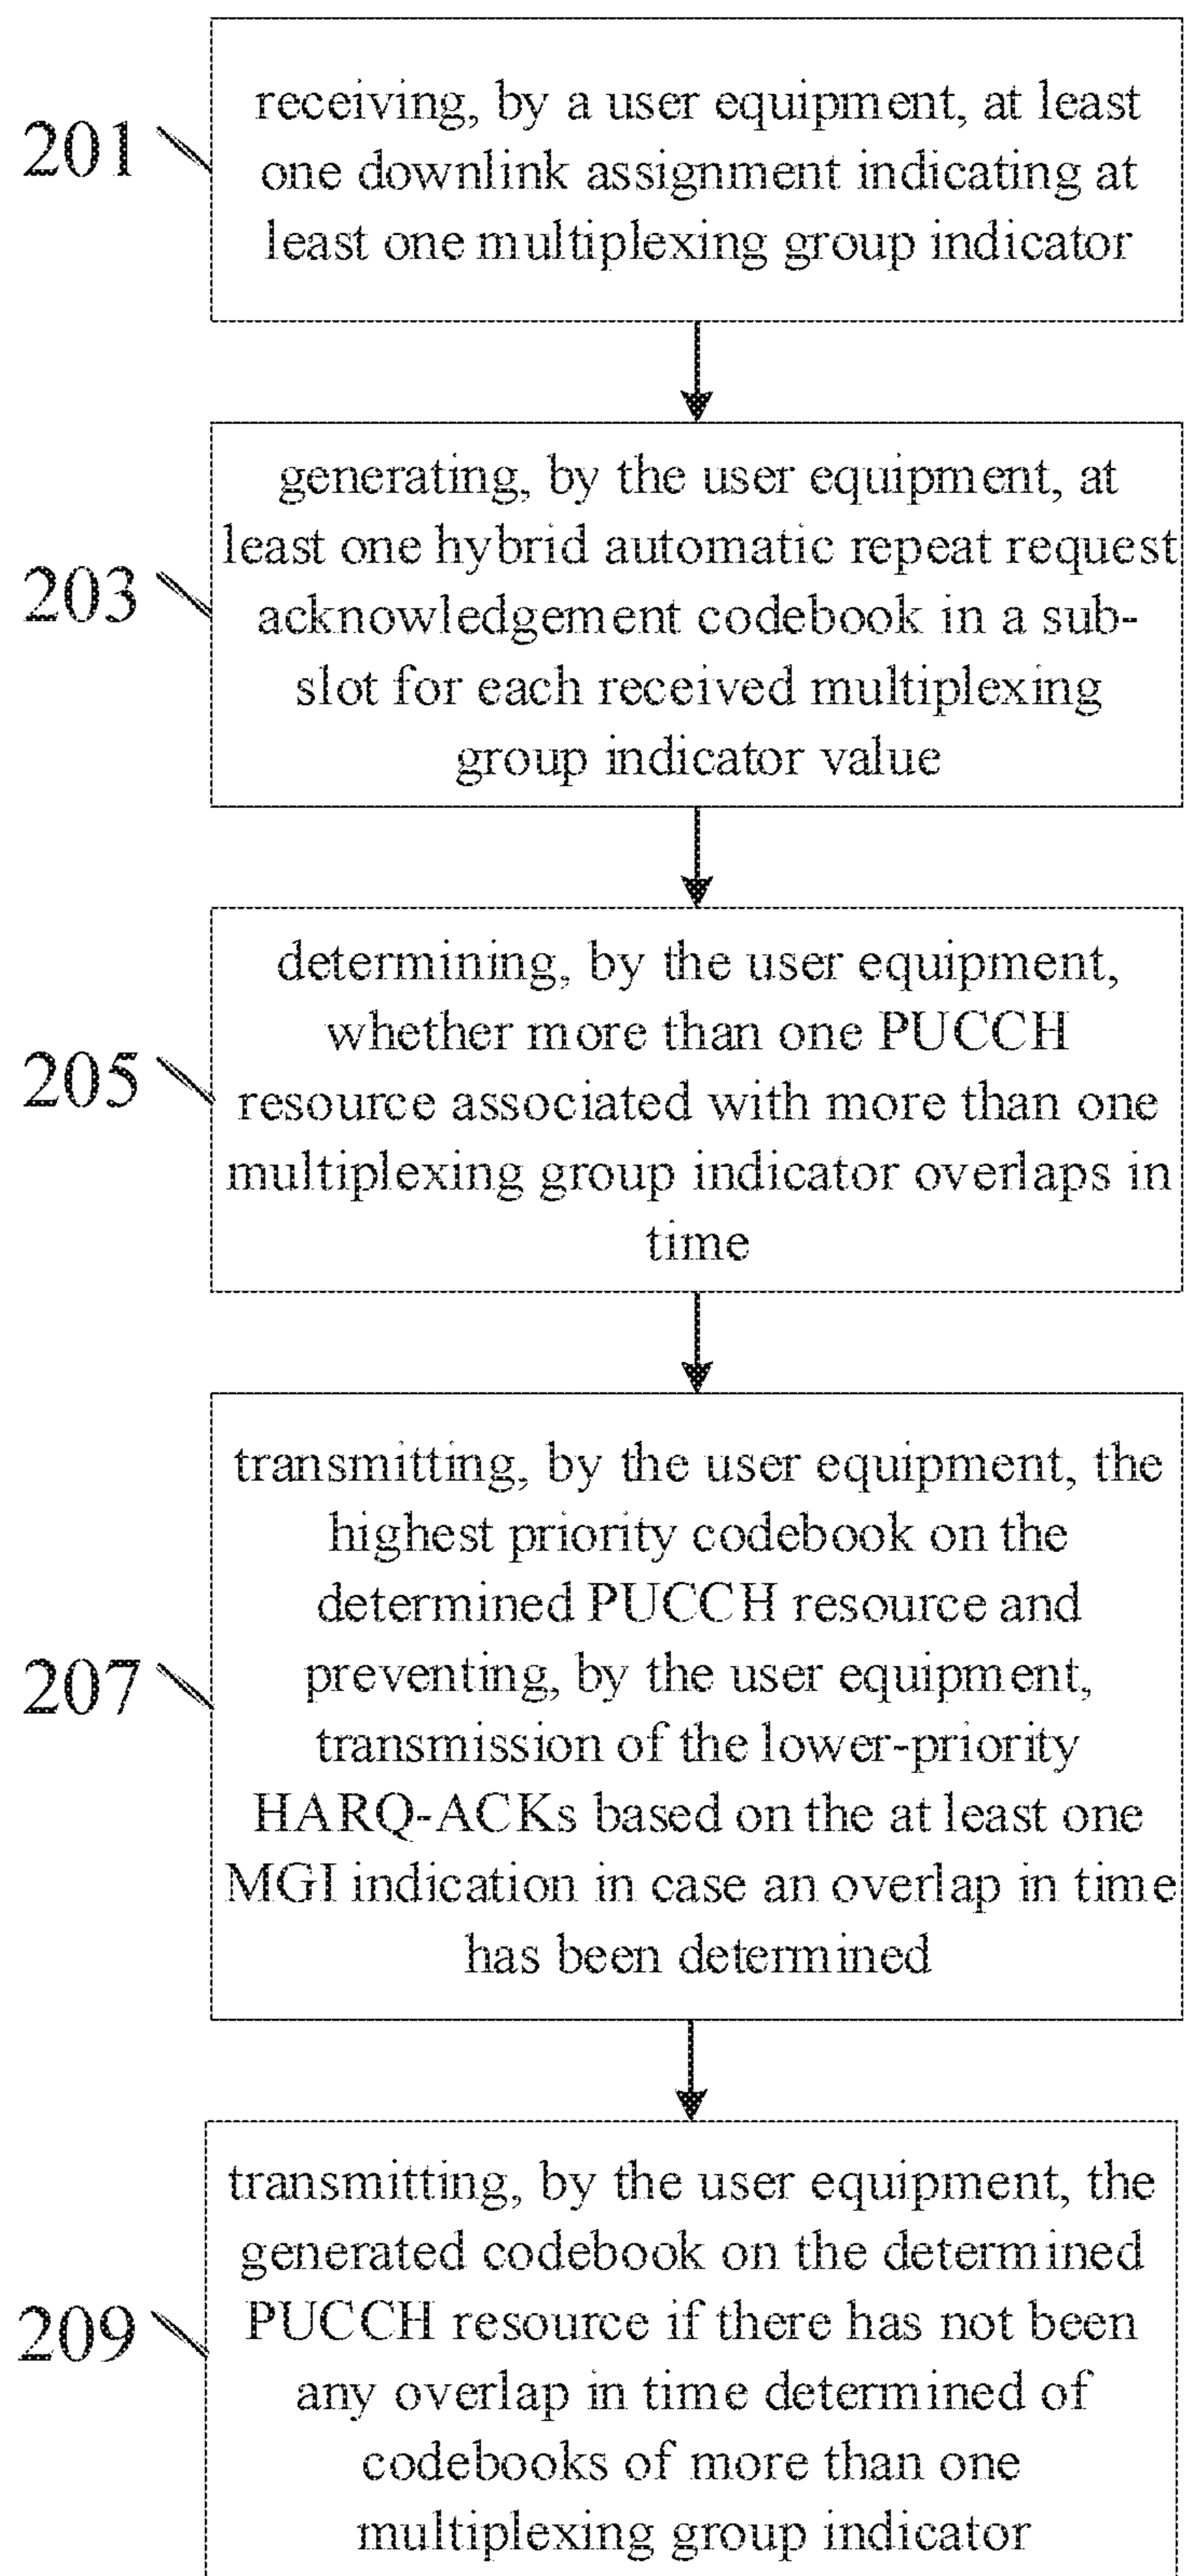 201
receiving, by a user equipment, at least
one downlink assignment indicating at
least one multiplexing group indicator
203
generating, by the user equipment, at
least one hybrid automatic repeat request
acknowledgement codebook in a sub-
slot for each received multiplexing
group indicator value
205
determining, by the user equipment,
whether more than one PUCCH
resource associated with more than one
multiplexing group indicator overlaps in
time
207
transmitting, by the user equipment, the
highest priority codebook on the
determined PUCCH resource and
preventing, by the user equipment,
transmission of the lower-priority
HARQ-ACKs based on the at least one
MGI indication in case an overlap in time
has been determined
209
transmitting, by the user equipment, the
generated codebook on the determined
PUCCH resource if there has not been
any overlap in time determined of
codebooks of more than one
multiplexing group indicator